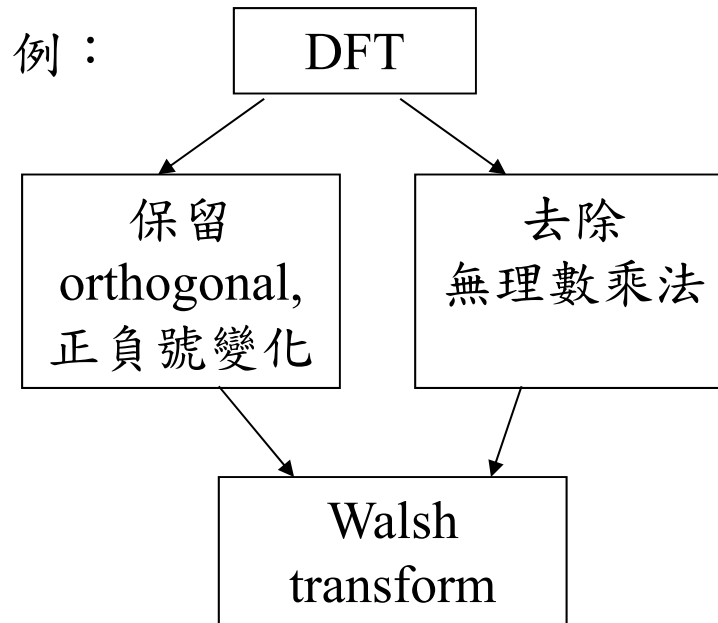 例：
DFT
保留
orthogonal,
正負號變化
去除
無理數乘法
Walsh
transform